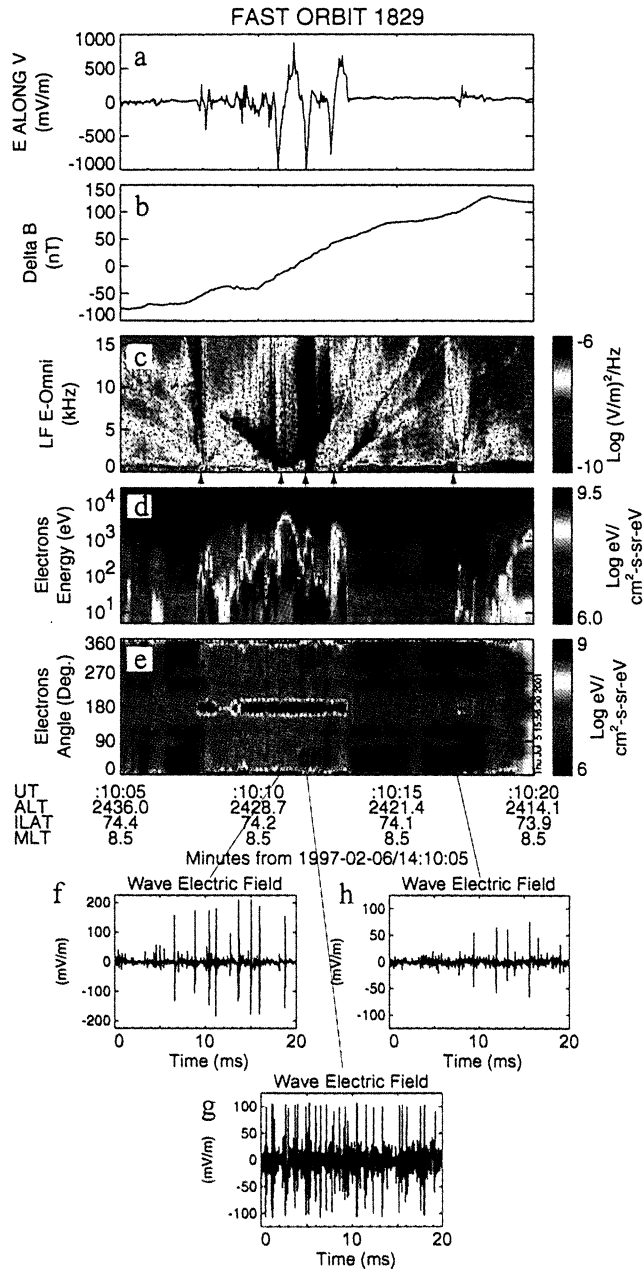 FAST ORBIT 1829
a
E ALONG V
(mV/m)
1000
500
0
-500
-1000
b
Delta B
(nT)
150
100
50
0
-50
-100
c
LF E-Omni
(kHz)
15
10
5
0
-6
-10
Log (V/m)²/Hz
d
Electrons
Energy (eV)
10⁴
10³
10²
10¹
9.5
6.0
Log eV/
cm²-s-sr-eV
e
Electrons
Angle (Deg.)
360
270
180
90
0
9
6
Log eV/
cm²-s-sr-eV
UT :10:05 :10:10 :10:15 :10:20
ALT 2436.0 2428.7 2421.4 2414.1
ILAT 74.4 74.2 74.1 73.9
MLT 8.5 8.5 8.5 8.5
Minutes from 1997-02-06/14:10:05
f
Wave Electric Field
(mV/m)
200
100
0
-100
-200
0 10 20
Time (ms)
h
Wave Electric Field
(mV/m)
100
50
0
-50
-100
0 10 20
Time (ms)
g
Wave Electric Field
(mV/m)
100
50
0
-50
-100
0 10 20
Time (ms)